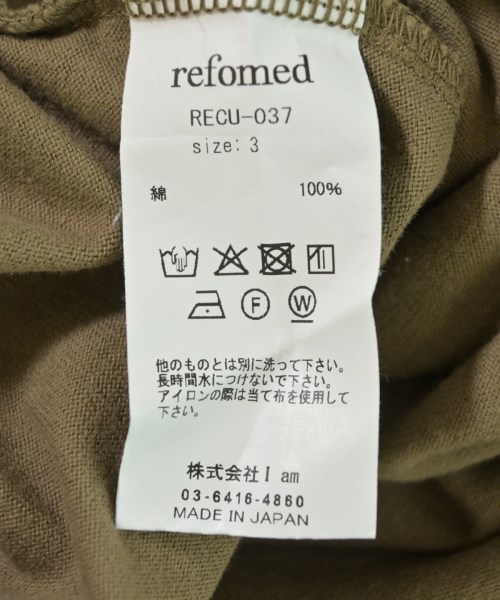 refomed
RECU-037
size: 3
綿 100%
F W
他のものとは別に洗って下さい。
長時間水につけないで下さい。
アイロンの際は当て布を使用して
下さい。
株式会社I am
03-6416-4860
MADE IN JAPAN